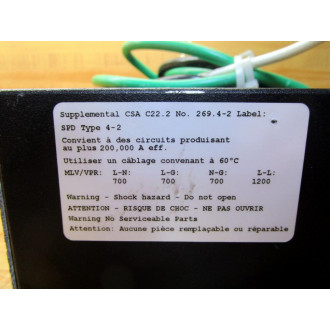 Supplemental CSA C22.2 No. 269.4-2 Label:
SPD Type 4-2
Convient à des circuits produisant
au plus 200,000 A eff.
Utiliser un câblage convenant à 60°C
MLV/VPR: L-N: L-G: N-G: L-L:
700 700 700 1200
Warning - Shock hazard - Do not open
ATTENTION - RISQUE DE CHOC - NE PAS OUVRIR
Warning No Serviceable Parts
Attention: Aucune pièce remplaçable ou réparable